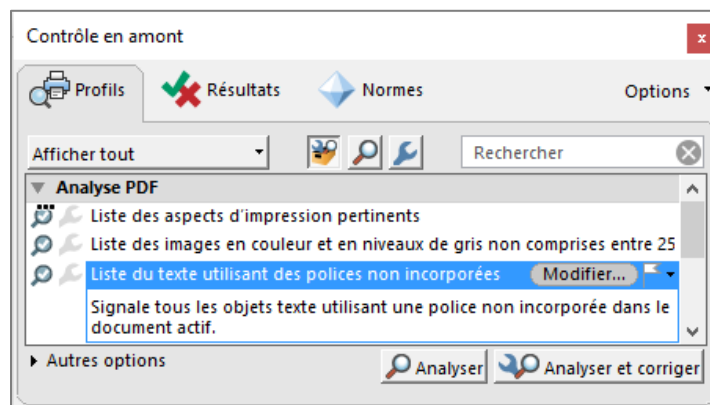 Contrôle en amont
x
Profils
Résultats
Normes
Options
Afficher tout
Rechercher
Analyse PDF
Liste des aspects d'impression pertinents
Liste des images en couleur et en niveaux de gris non comprises entre 25
Liste du texte utilisant des polices non incorporées
Modifier...
Signale tous les objets texte utilisant une police non incorporée dans le
document actif.
Autres options
Analyser
Analyser et corriger